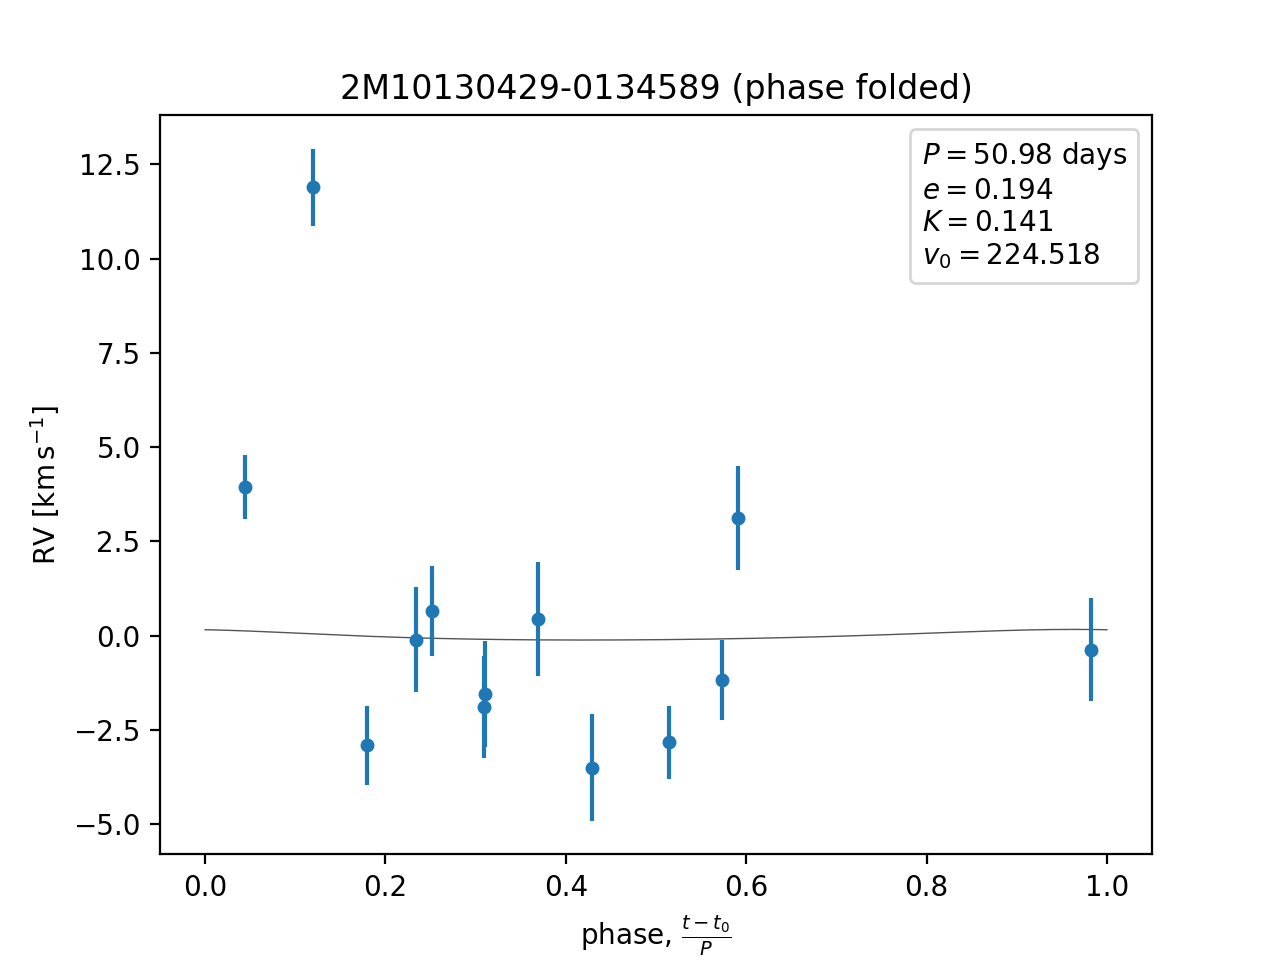 2M10130429-0134589 (phase folded)
P = 50.98 days
e = 0.194
K = 0.141
v₀ = 224.518
12.5
10.0
7.5
5.0
2.5
0.0
−2.5
−5.0
RV [km s⁻¹]
0.0 0.2 0.4 0.6 0.8 1.0
phase, (t − t₀)/P